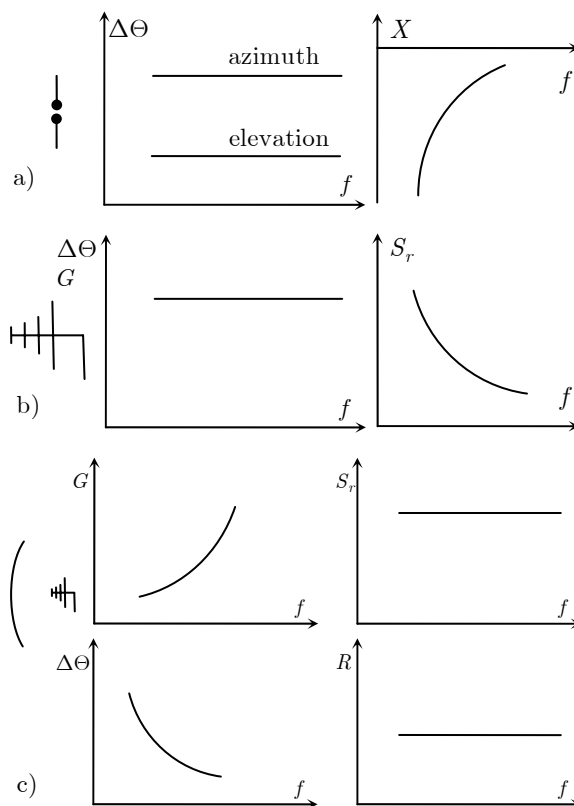 ΔΘ
azimuth
elevation
f
X
f
a)
ΔΘ
G
f
S_r
f
b)
G
f
S_r
f
ΔΘ
f
R
f
c)